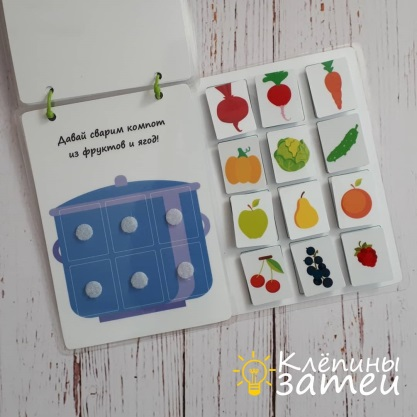 Давай сварим компот
из фруктов и ягод!
Клёпины
затеи